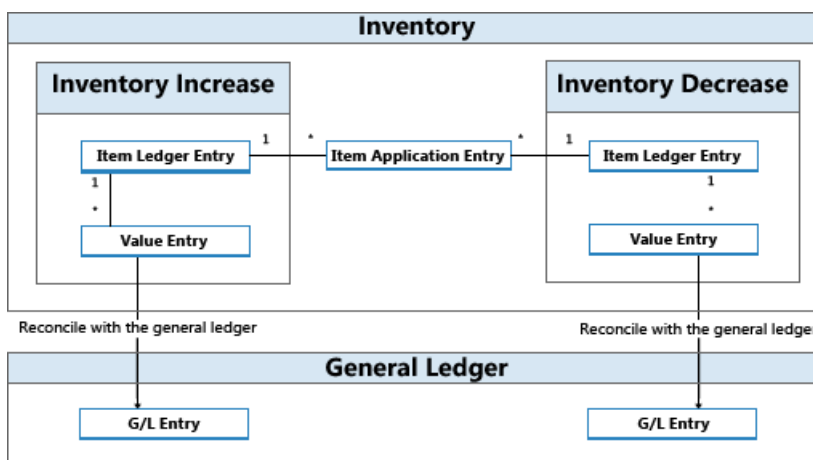 Inventory
Inventory Increase
Inventory Decrease
1
*
*
1
Item Ledger Entry
Item Application Entry
Item Ledger Entry
1
1
*
*
Value Entry
Value Entry
Reconcile with the general ledger
Reconcile with the general ledger
General Ledger
G/L Entry
G/L Entry